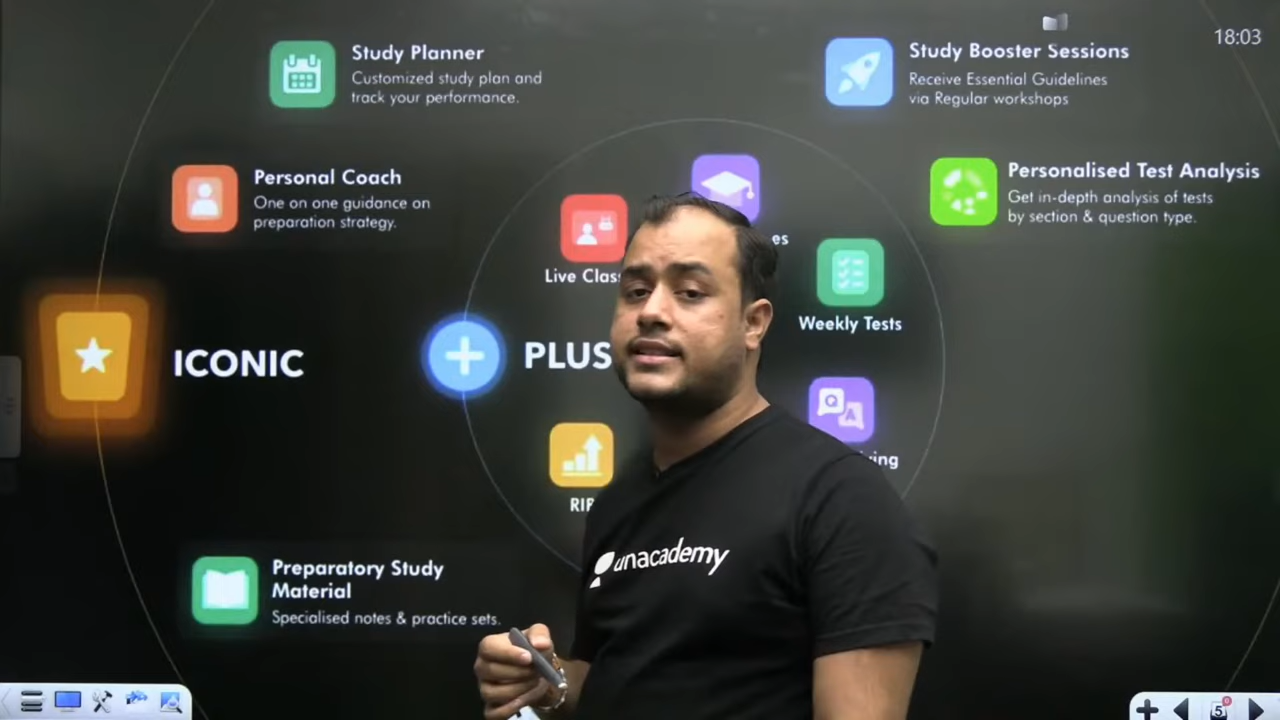 18:03
Study Planner
Customized study plan and
track your performance.
Study Booster Sessions
Receive Essential Guidelines
via Regular workshops
Personal Coach
One on one guidance on
preparation strategy.
Personalised Test Analysis
Get in-depth analysis of tests
by section & question type.
Live
Weekly Tests
ICONIC
PLUS
Q
A
unacademy
Preparatory Study
Material
Specialised notes & practice sets.
5